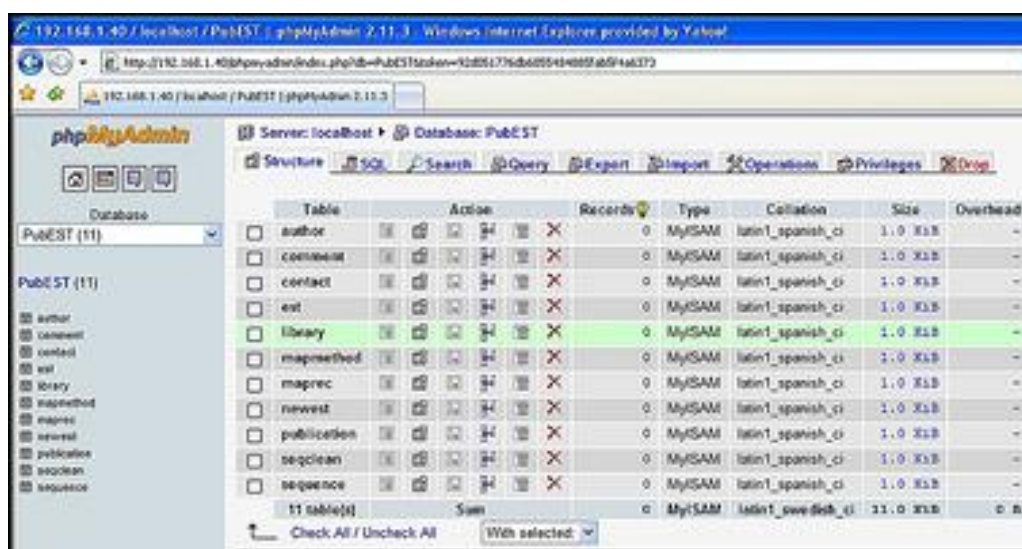 192.168.1.40 / localhost / PubEST | phpMyAdmin 2.11.3 - Windows Internet Explorer provided by Yahoo!
192.168.1.40 / localhost / PubEST | phpMyAdmin 2.11.3
phpMyAdmin
Database
PubEST (11)
PubEST (11)
author
comment
contact
est
library
mapmethod
maprec
newest
publication
seqclean
sequence
Server: localhost Database: PubEST
Structure SQL Search Query Export Import Operations Privileges Drop
Table Action Records Type Collation Size Overhead
author 0 MyISAM latin1_spanish_ci 1.0 KiB -
comment 0 MyISAM latin1_spanish_ci 1.0 KiB -
contact 0 MyISAM latin1_spanish_ci 1.0 KiB -
est 0 MyISAM latin1_spanish_ci 1.0 KiB -
library 0 MyISAM latin1_spanish_ci 1.0 KiB -
mapmethod 0 MyISAM latin1_spanish_ci 1.0 KiB -
maprec 0 MyISAM latin1_spanish_ci 1.0 KiB -
newest 0 MyISAM latin1_spanish_ci 1.0 KiB -
publication 0 MyISAM latin1_spanish_ci 1.0 KiB -
seqclean 0 MyISAM latin1_spanish_ci 1.0 KiB -
sequence 0 MyISAM latin1_spanish_ci 1.0 KiB -
11 table(s) Sum 0 MyISAM latin1_swedish_ci 11.0 KiB 0 B
Check All / Uncheck All With selected: